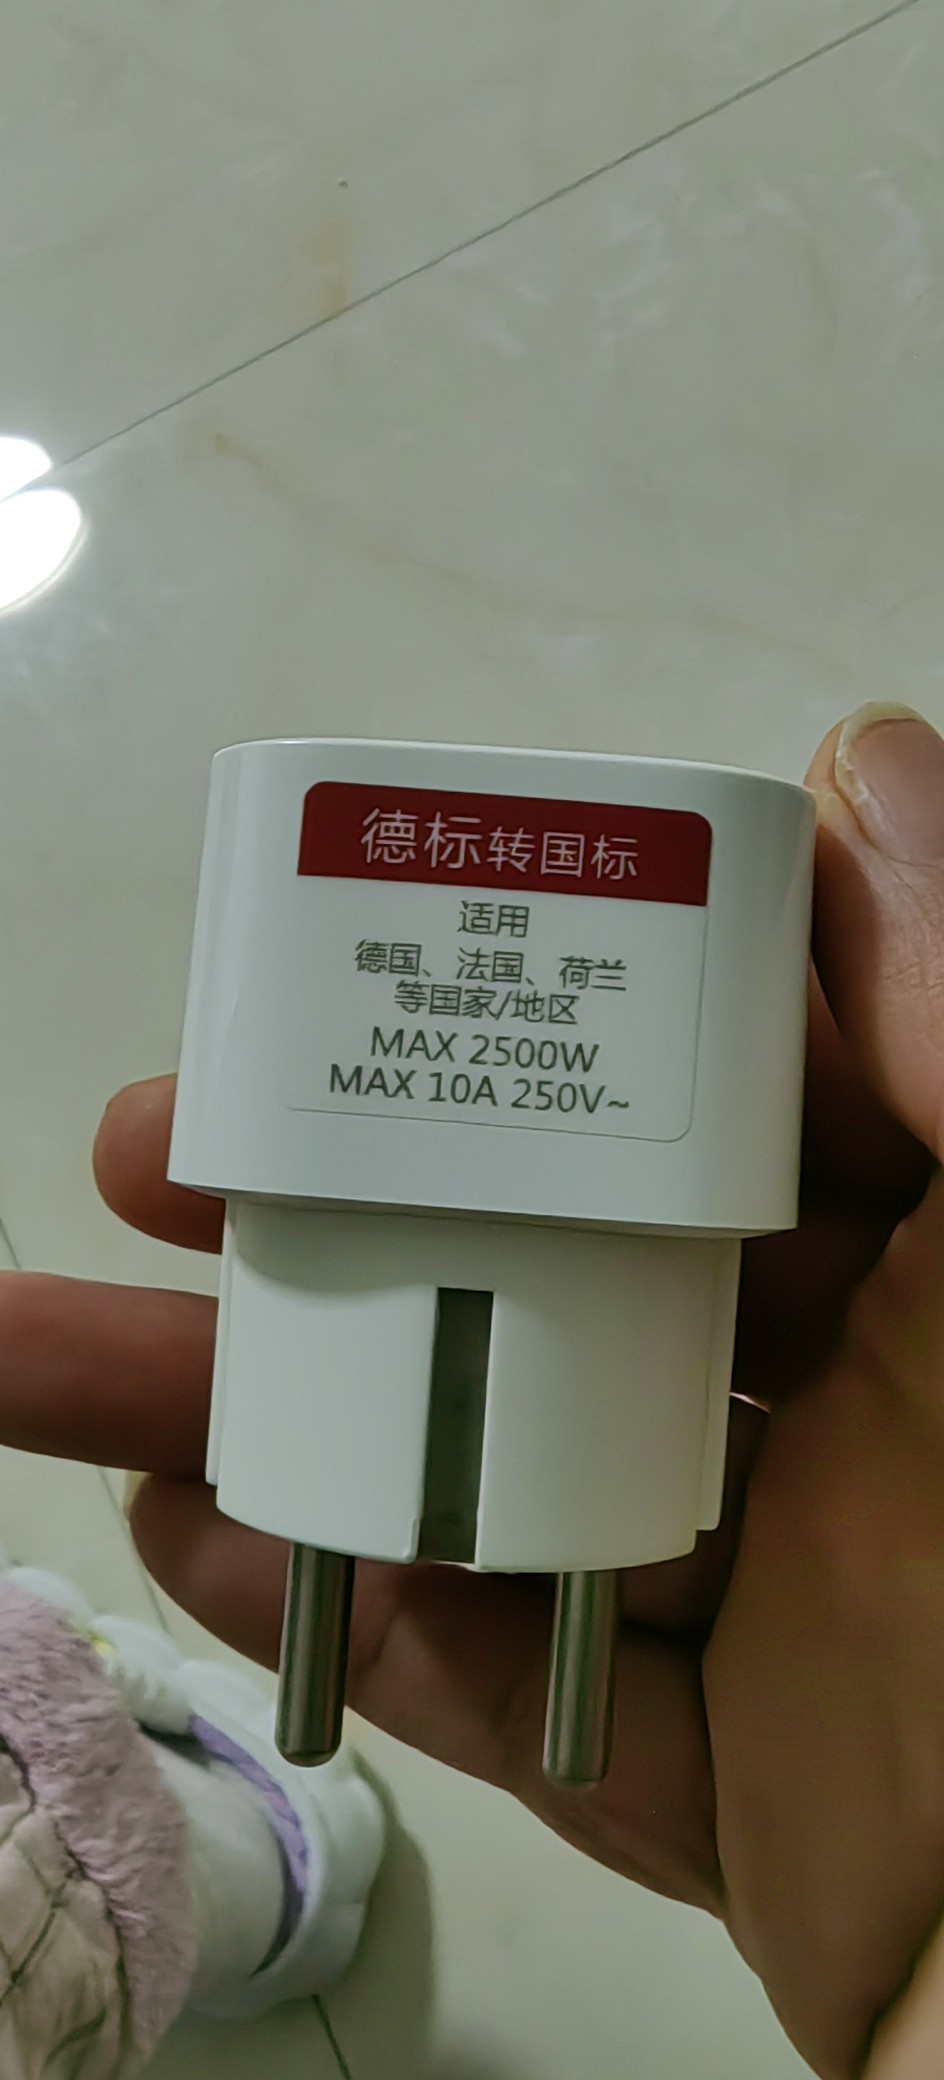 德标转国标
适用
德国、法国、荷兰
等国家/地区
MAX 2500W
MAX 10A 250V~